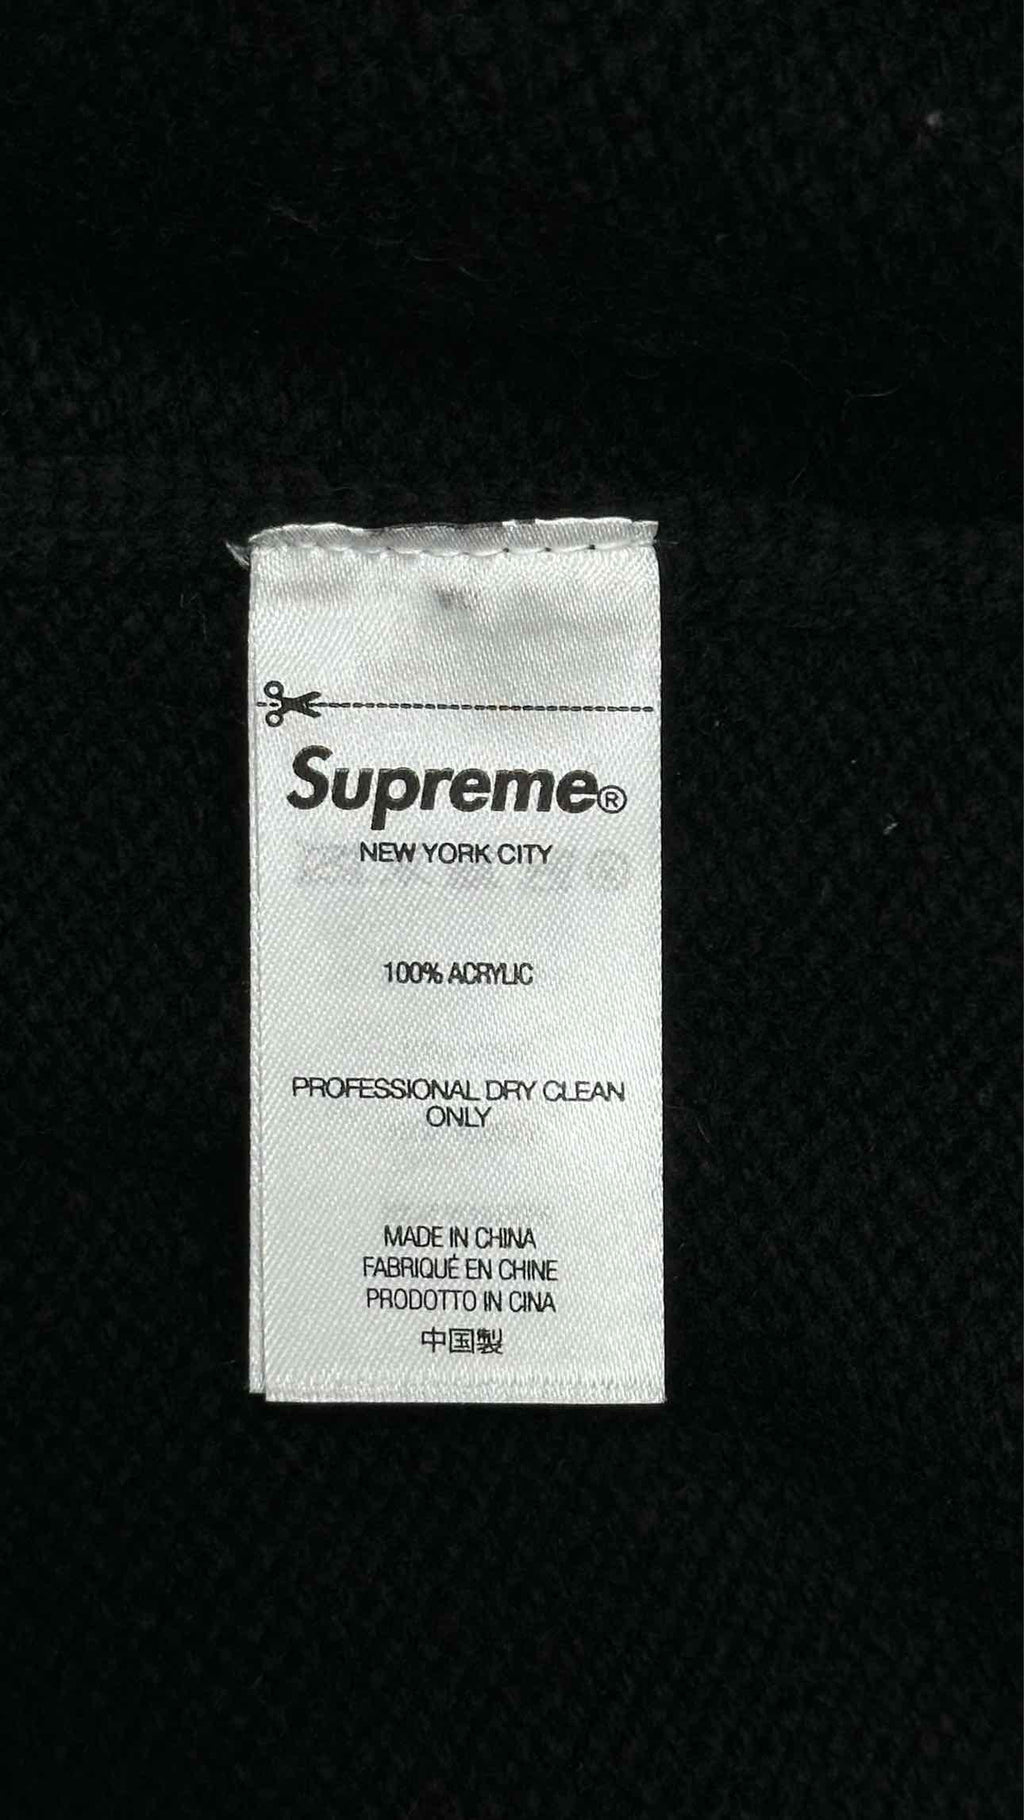 Supreme®
NEW YORK CITY
100% ACRYLIC
PROFESSIONAL DRY CLEAN
ONLY
MADE IN CHINA
FABRIQUÉ EN CHINE
PRODOTTO IN CINA
中国製